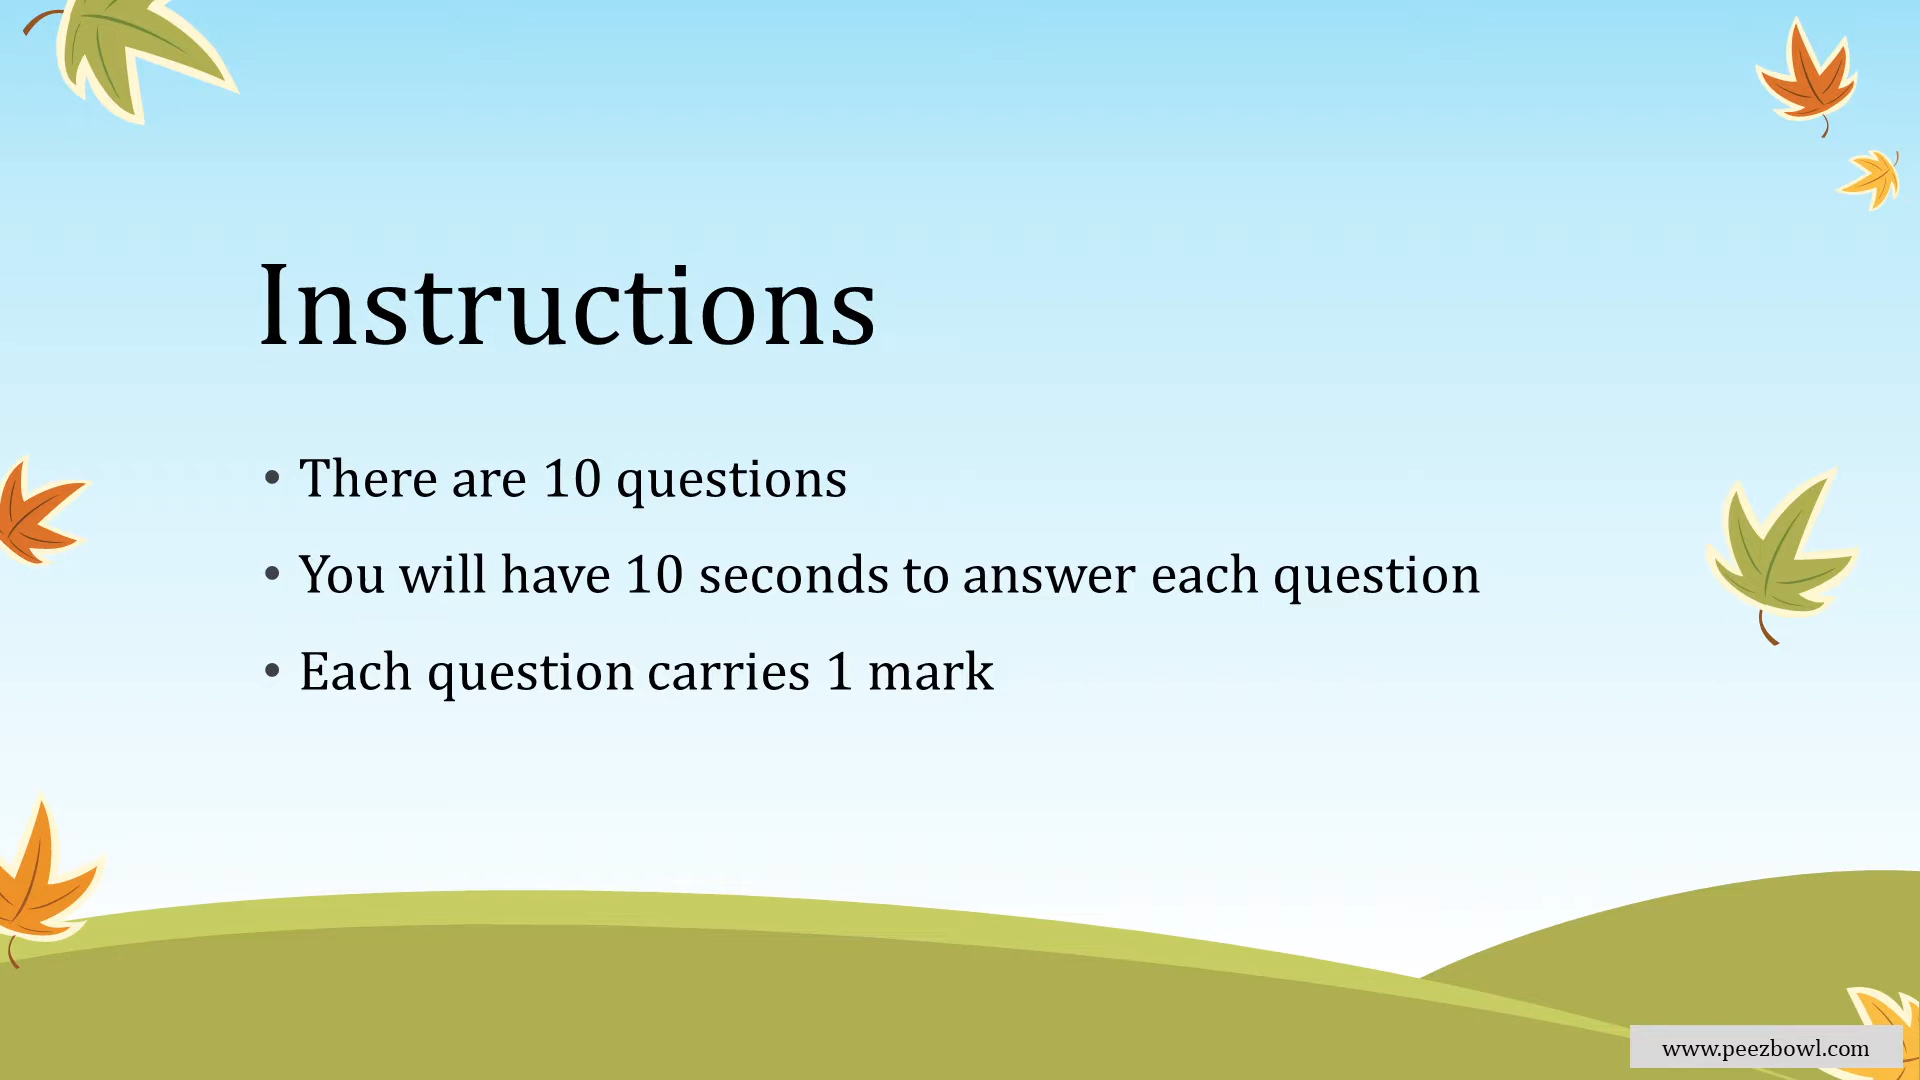 Instructions
• There are 10 questions
• You will have 10 seconds to answer each question
• Each question carries 1 mark
www.peezbowl.com